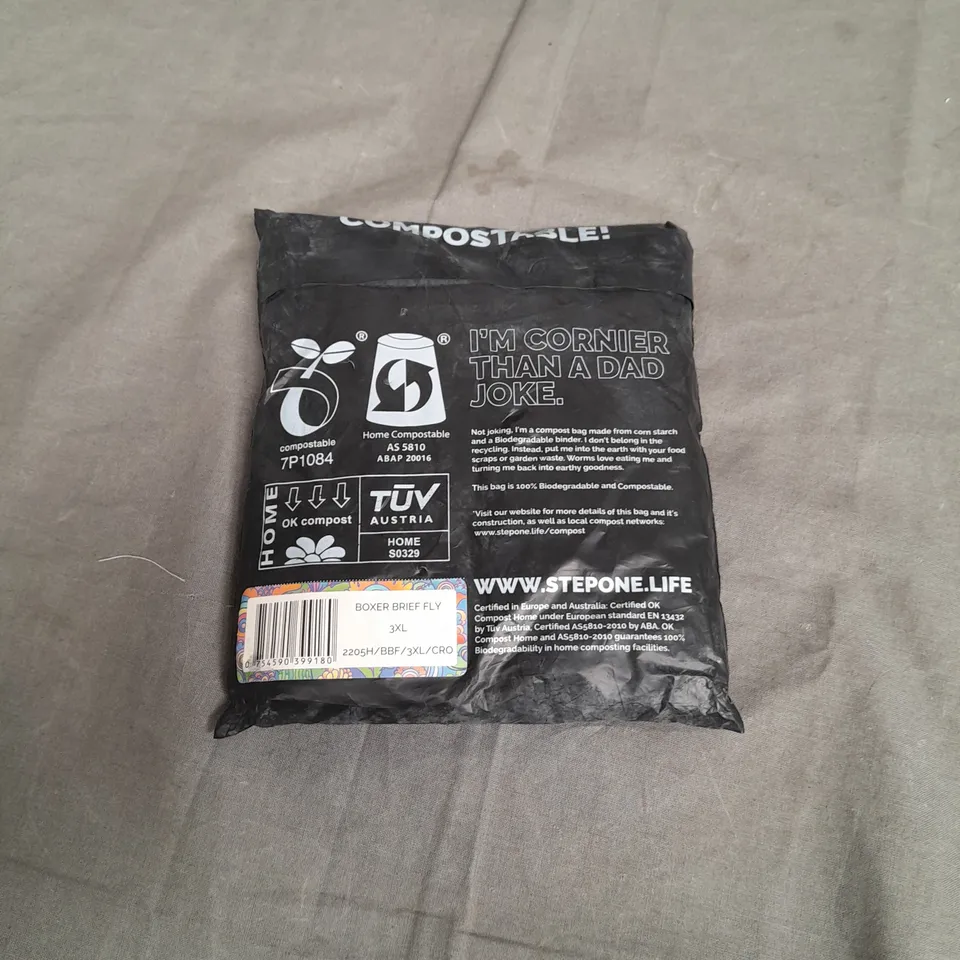 COMPOSTABLE!
®
®
compostable
7P1084
Home Compostable
AS 5810
ABAP 20016
HOME
OK compost
TÜV
AUSTRIA
HOME
S0329
I'M CORNIER
THAN A DAD
JOKE.
Not joking, I'm a compost bag made from corn starch
and a Biodegradable binder. I don't belong in the
recycling. Instead, put me into the earth with your food
scraps or garden waste. Worms love eating me and
turning me back into earthy goodness.
This bag is 100% Biodegradable and Compostable.
*Visit our website for more details of this bag and it's
construction, as well as local compost networks:
www.stepone.life/compost
WWW.STEPONE.LIFE
Certified in Europe and Australia: Certified OK
Compost Home under European standard EN 13432
by Tüv Austria, Certified AS5810-2010 by ABA. OK
Compost Home and AS5810-2010 guarantees 100%
Biodegradability in home composting facilities.
BOXER BRIEF FLY
3XL
2205H/BBF/3XL/CRO
0 754590 399180